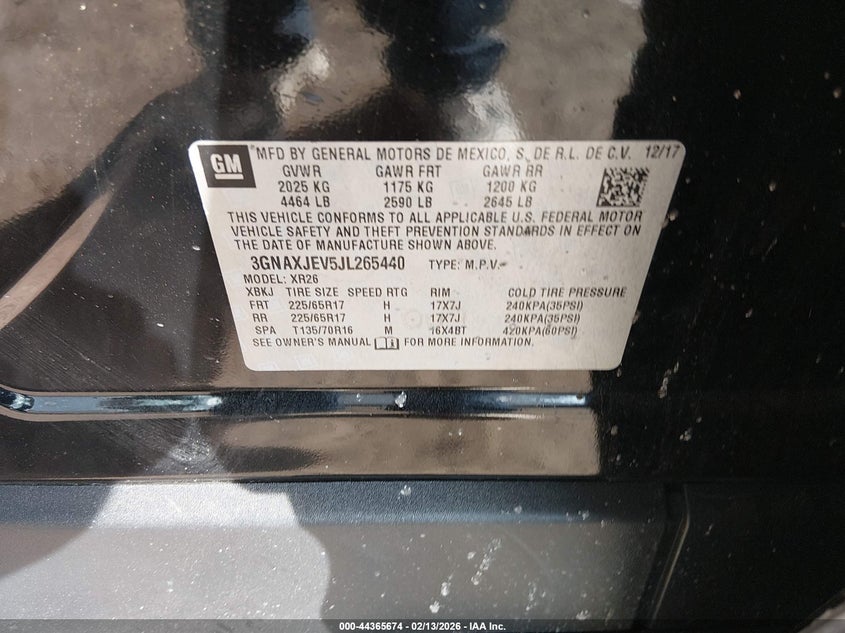 GM
MFD BY GENERAL MOTORS DE MEXICO, S. DE R.L. DE C.V. 12/17
GVWR GAWR FRT GAWR RR
2025 KG 1175 KG 1200 KG
4464 LB 2590 LB 2645 LB
THIS VEHICLE CONFORMS TO ALL APPLICABLE U.S. FEDERAL MOTOR
VEHICLE SAFETY AND THEFT PREVENTION STANDARDS IN EFFECT ON
THE DATE OF MANUFACTURE SHOWN ABOVE.
3GNAXJEV5JL265440 TYPE: M.P.V.
MODEL: XR26
XBKJ TIRE SIZE SPEED RTG RIM COLD TIRE PRESSURE
FRT 225/65R17 H 17X7J 240KPA(35PSI)
RR 225/65R17 H 17X7J 240KPA(35PSI)
SPA T135/70R16 M 16X4BT 420KPA(60PSI)
SEE OWNER'S MANUAL FOR MORE INFORMATION.
000-44365674 - 02/13/2026 - IAA Inc.